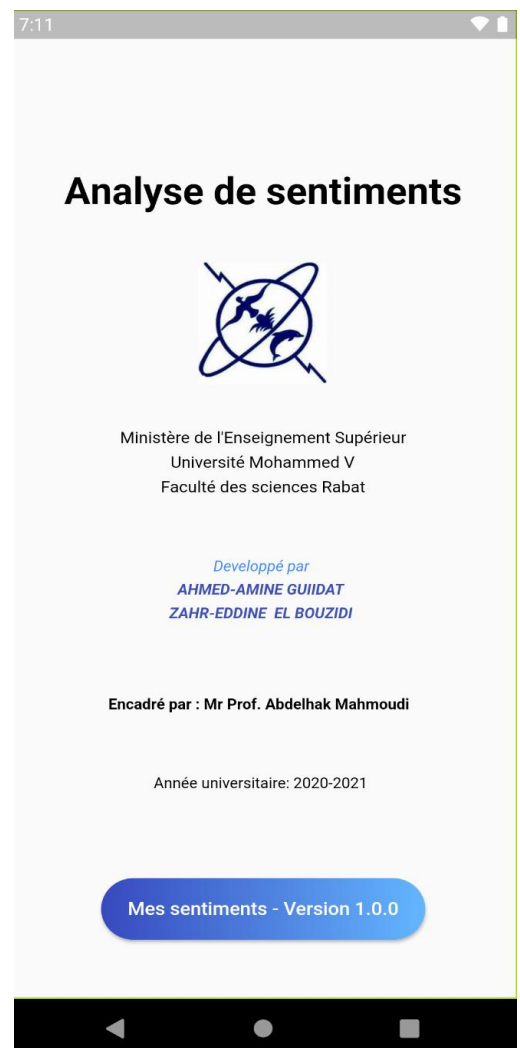 7:11
Analyse de sentiments
Ministère de l'Enseignement Supérieur
Université Mohammed V
Faculté des sciences Rabat
Developpé par
AHMED-AMINE GUIIDAT
ZAHR-EDDINE EL BOUZIDI
Encadré par : Mr Prof. Abdelhak Mahmoudi
Année universitaire: 2020-2021
Mes sentiments - Version 1.0.0